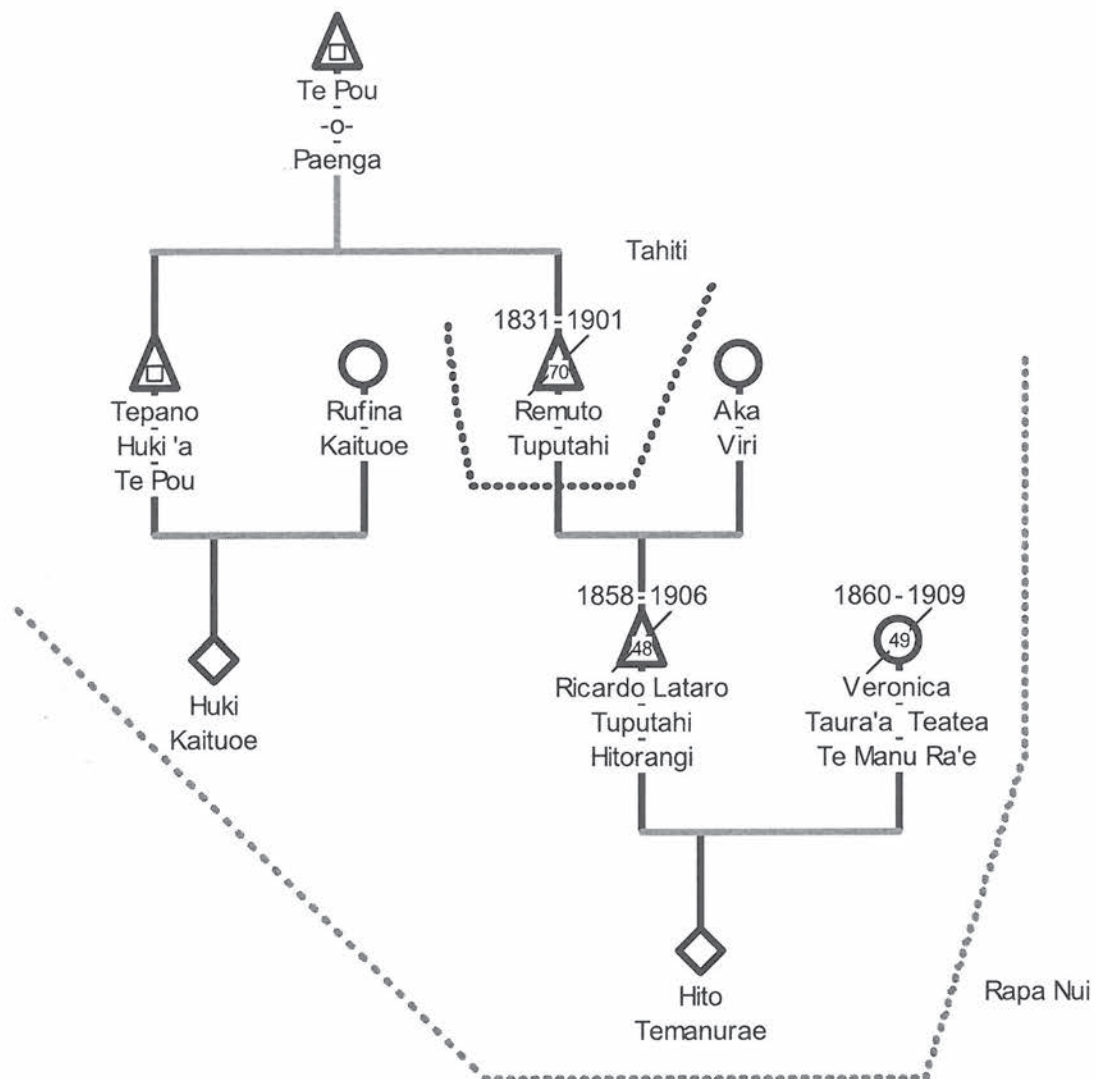 Te Pou
-o-
Paenga
Tahiti
1831-1901
70
Tepano
Huki 'a
Te Pou
Rufina
Kaituoe
Remuto
Tuputahi
Aka
Viri
1858-1906
48
1860-1909
49
Huki
Kaituoe
Ricardo Lataro
Tuputahi
Hitorangi
Veronica
Taura'a Teatea
Te Manu Ra'e
Hito
Temanurae
Rapa Nui